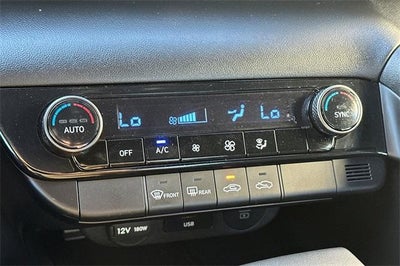 Lo Lo
AUTO SYNC
OFF A/C
FRONT REAR
12V 180W USB